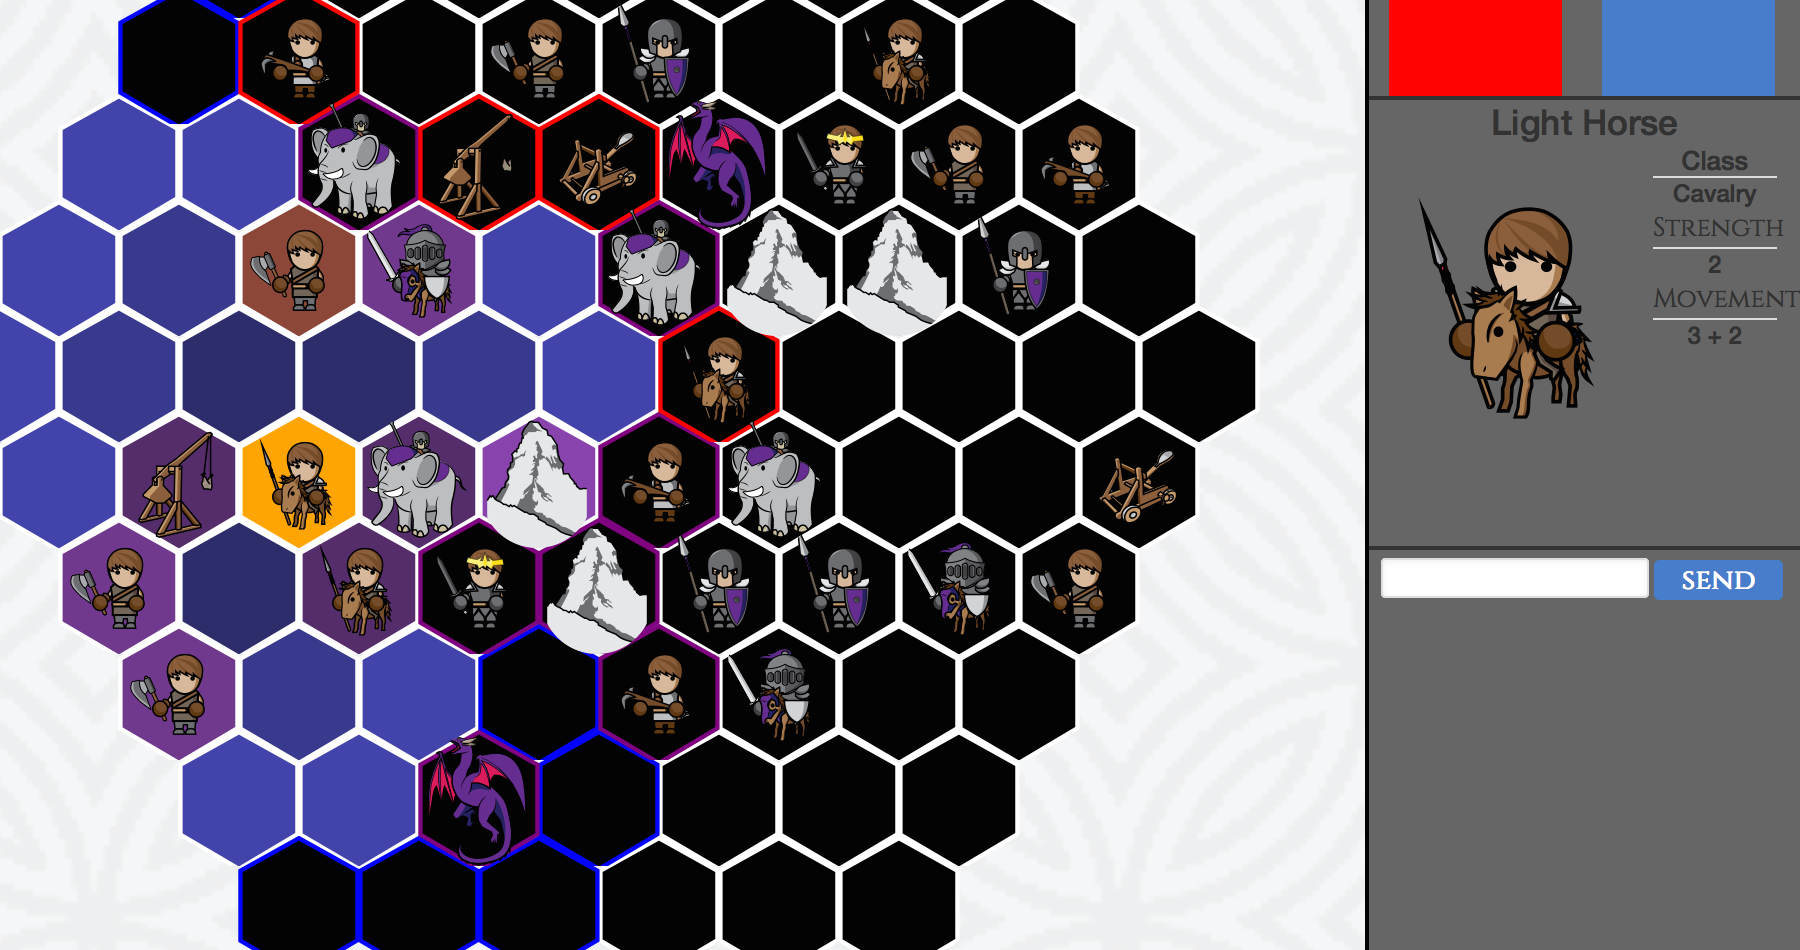 Light Horse
Class
Cavalry
Strength
2
Movement
3 + 2
SEND